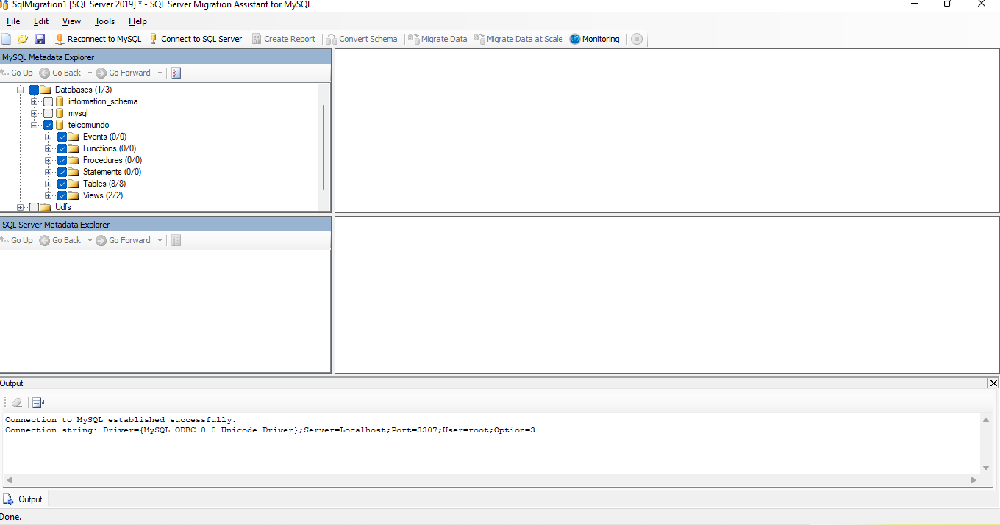 SqlMigration1 [SQL Server 2019] * - SQL Server Migration Assistant for MySQL
File Edit View Tools Help
Reconnect to MySQL Connect to SQL Server Create Report Convert Schema Migrate Data Migrate Data at Scale Monitoring
MySQL Metadata Explorer
Go Up Go Back Go Forward
Databases (1/3)
information_schema
mysql
telcomundo
Events (0/0)
Functions (0/0)
Procedures (0/0)
Statements (0/0)
Tables (8/8)
Views (2/2)
Udfs
SQL Server Metadata Explorer
Go Up Go Back Go Forward
Output
Connection to MySQL established successfully.
Connection string: Driver={MySQL ODBC 8.0 Unicode Driver};Server=Localhost;Port=3307;User=root;Option=3
Output
Done.